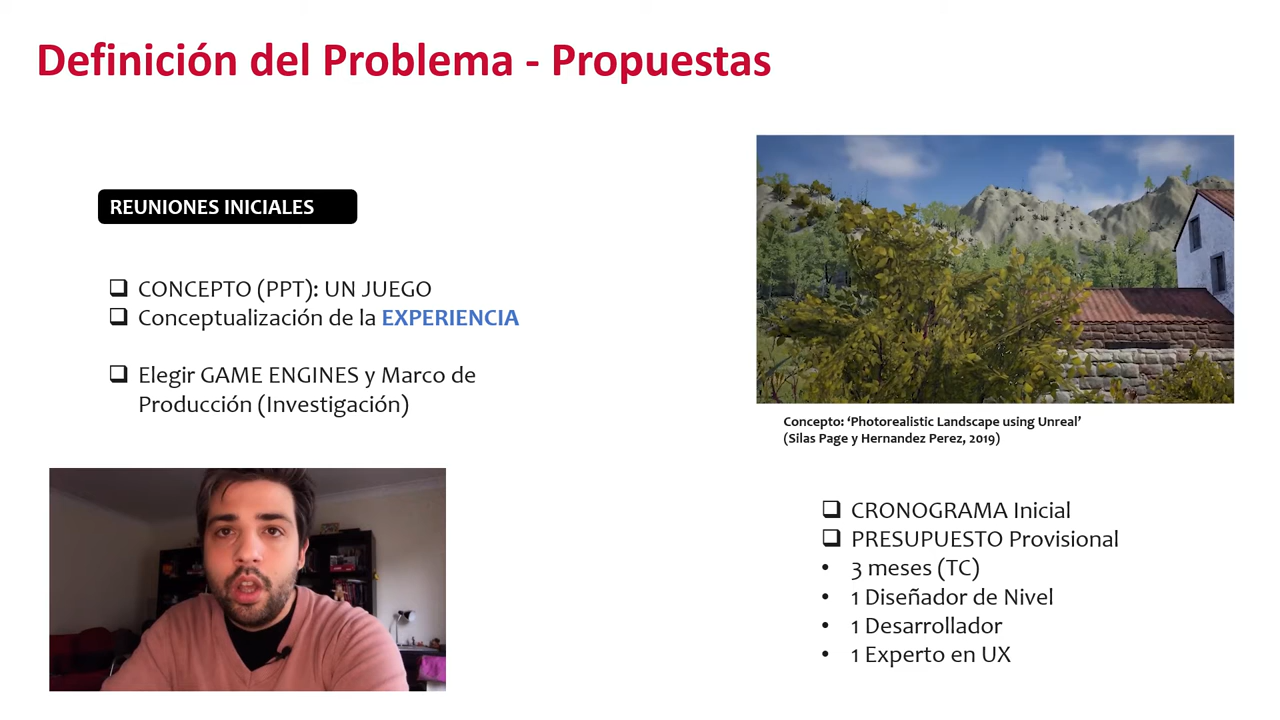 Definición del Problema - Propuestas
REUNIONES INICIALES
❑ CONCEPTO (PPT): UN JUEGO
❑ Conceptualización de la EXPERIENCIA
❑ Elegir GAME ENGINES y Marco de
Producción (Investigación)
Concepto: ‘Photorealistic Landscape using Unreal’
(Silas Page y Hernandez Perez, 2019)
❑ CRONOGRAMA Inicial
❑ PRESUPUESTO Provisional
• 3 meses (TC)
• 1 Diseñador de Nivel
• 1 Desarrollador
• 1 Experto en UX